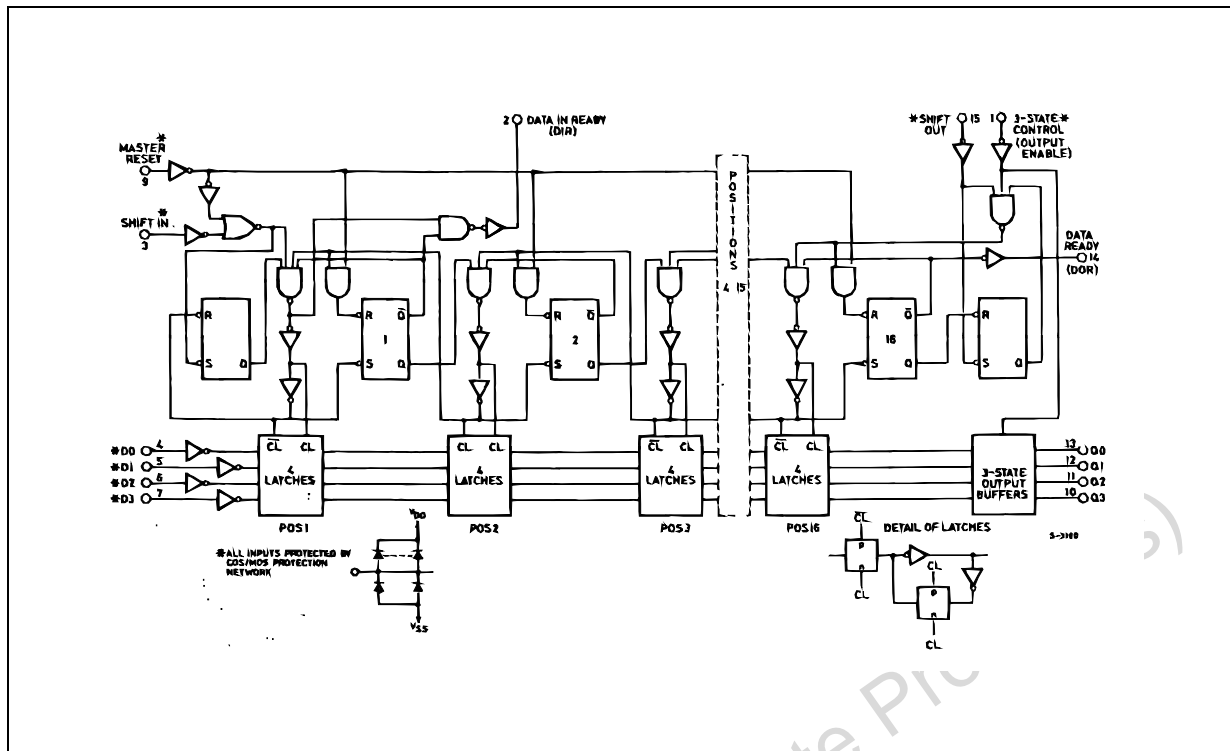 2 DATA IN READY
(DIR)
*
MASTER
RESET
9
*
SHIFT IN
3
*SHIFT
OUT
15
1
3-STATE*
CONTROL
(OUTPUT
ENABLE)
DATA
READY
14
(DOR)
POSITIONS
4 15
R
S
Q
R
Q̅
1
S
Q
R
Q̅
2
S
Q
R
Q̅
16
S
Q
R
S
Q
*D0 4
*D1 5
*D2 6
*D3 7
C̅L̅ CL
4
LATCHES
POS1
CL CL
4
LATCHES
POS2
C̅L̅ CL
4
LATCHES
POS3
C̅L̅ CL
4
LATCHES
POS16
3-STATE
OUTPUT
BUFFERS
13 Q0
12 Q1
11 Q2
10 Q3
*ALL INPUTS PROTECTED BY
COS/MOS PROTECTION
NETWORK
VDD
VSS
DETAIL OF LATCHES
C̅L̅
p
n
CL
CL
p
n
CL